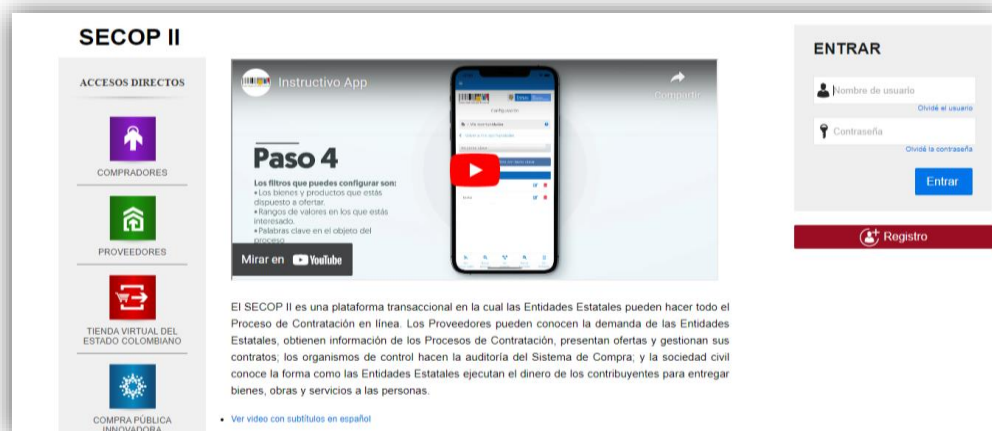 SECOP II
ACCESOS DIRECTOS
COMPRADORES
PROVEEDORES
TIENDA VIRTUAL DEL
ESTADO COLOMBIANO
COMPRA PÚBLICA
INNOVADORA
Instructivo App
Compartir
Paso 4
Los filtros que puedes configurar son:
•Los bienes y productos que estás
dispuesto a ofertar.
•Rangos de valores en los que estás
interesado.
•Palabras clave en el objeto del
proceso
Configuración
Mirar en YouTube
El SECOP II es una plataforma transaccional en la cual las Entidades Estatales pueden hacer todo el
Proceso de Contratación en línea. Los Proveedores pueden conocen la demanda de las Entidades
Estatales, obtienen información de los Procesos de Contratación, presentan ofertas y gestionan sus
contratos; los organismos de control hacen la auditoría del Sistema de Compra; y la sociedad civil
conoce la forma como las Entidades Estatales ejecutan el dinero de los contribuyentes para entregar
bienes, obras y servicios a las personas.
• Ver video con subtítulos en español
ENTRAR
Nombre de usuario
Olvidé el usuario
Contraseña
Olvidé la contraseña
Entrar
Registro